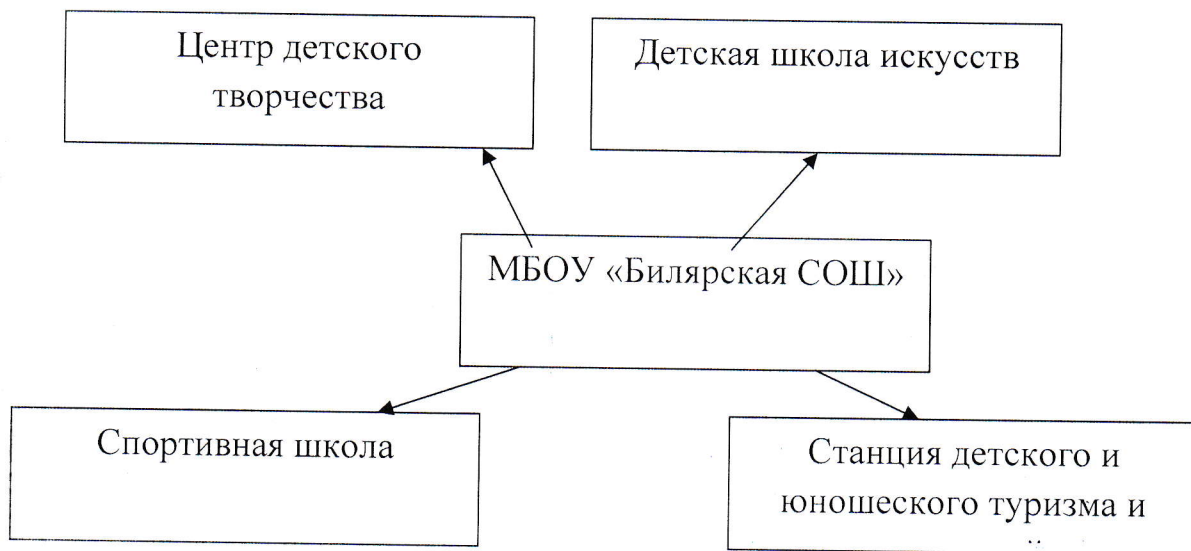 Центр детского
творчества
Детская школа искусств
МБОУ «Билярская СОШ»
Спортивная школа
Станция детского и
юношеского туризма и